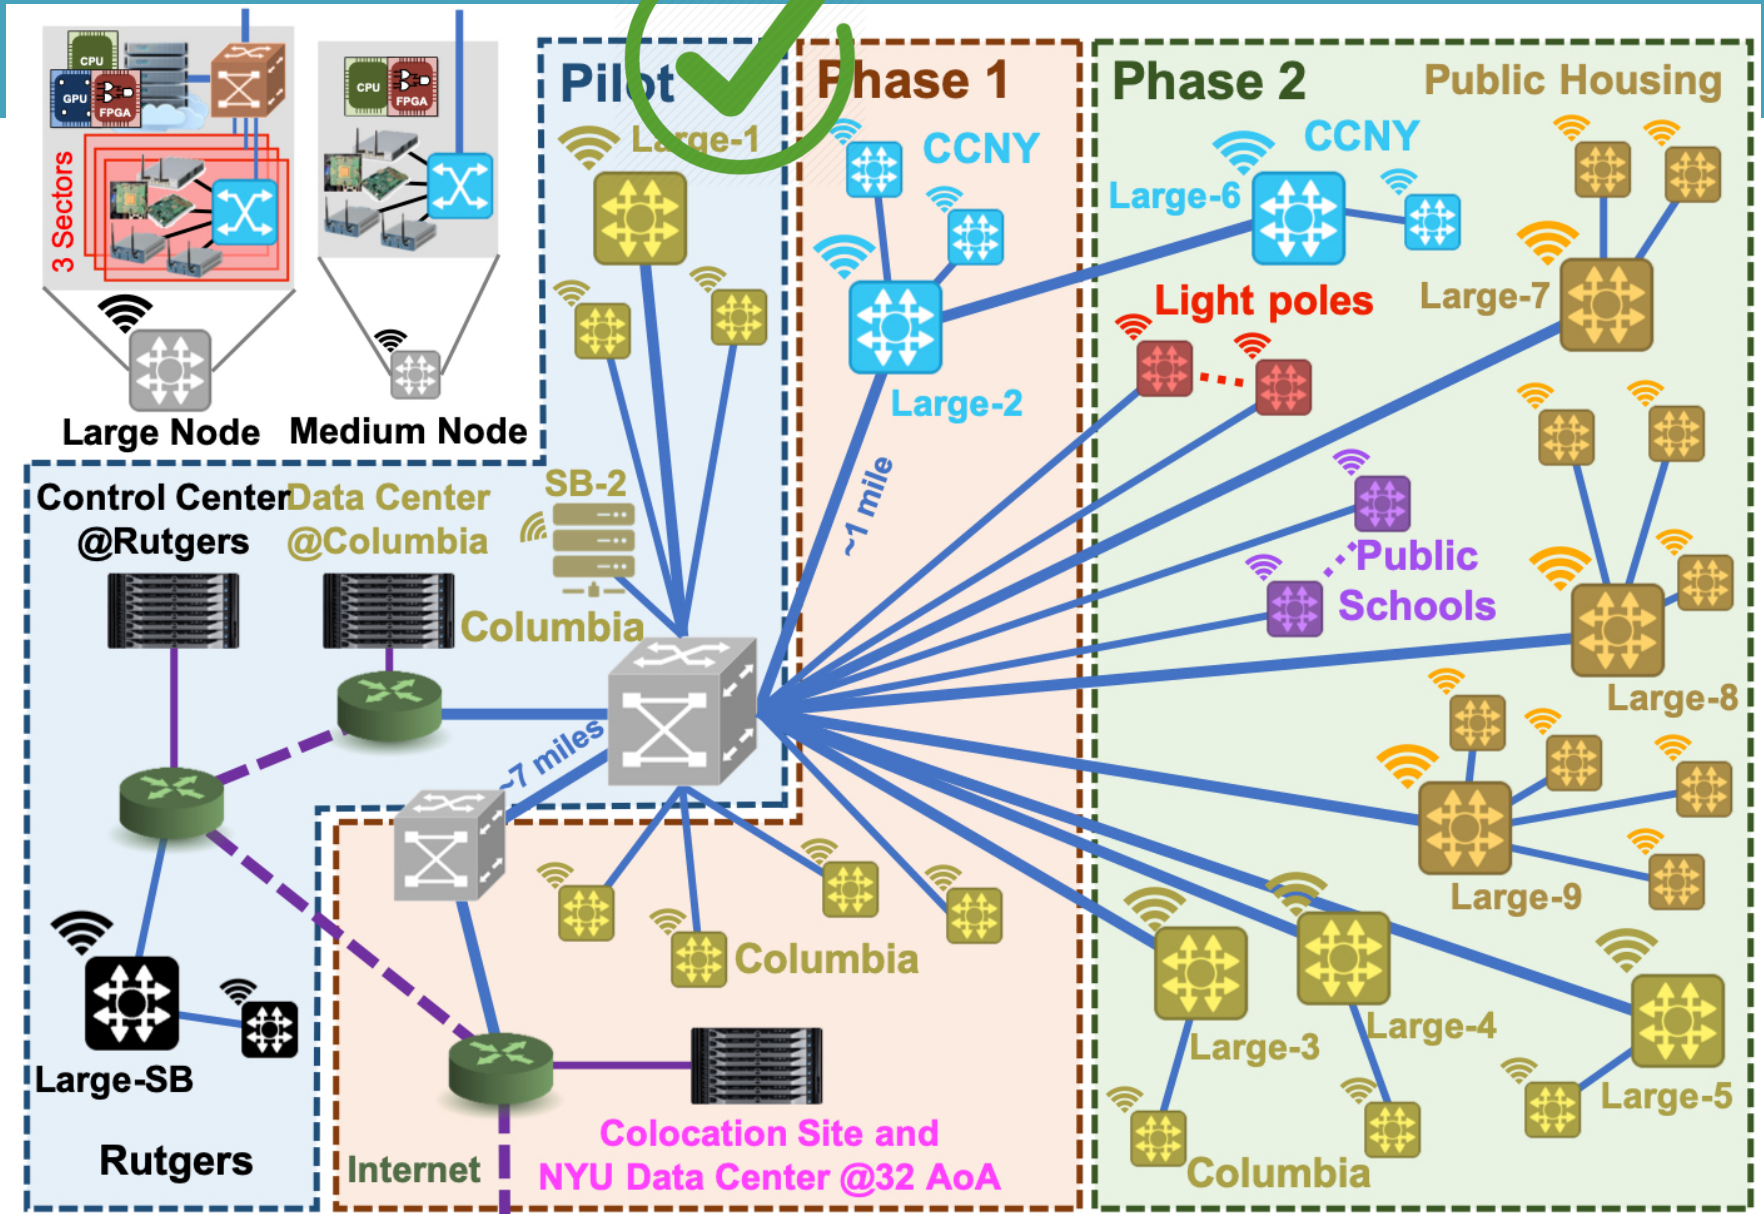 CPU
GPU
FPGA
3 Sectors
Large Node
CPU
FPGA
Medium Node
Pilot
Large-1
Phase 1
CCNY
Large-2
~1 mile
Phase 2
Public Housing
CCNY
Large-6
Light poles
Large-7
Public
Schools
Large-8
Large-9
Large-3
Large-4
Large-5
Columbia
Control Center
@Rutgers
Data Center
@Columbia
SB-2
Columbia
~7 miles
Columbia
Large-SB
Rutgers
Internet
Colocation Site and
NYU Data Center @32 AoA